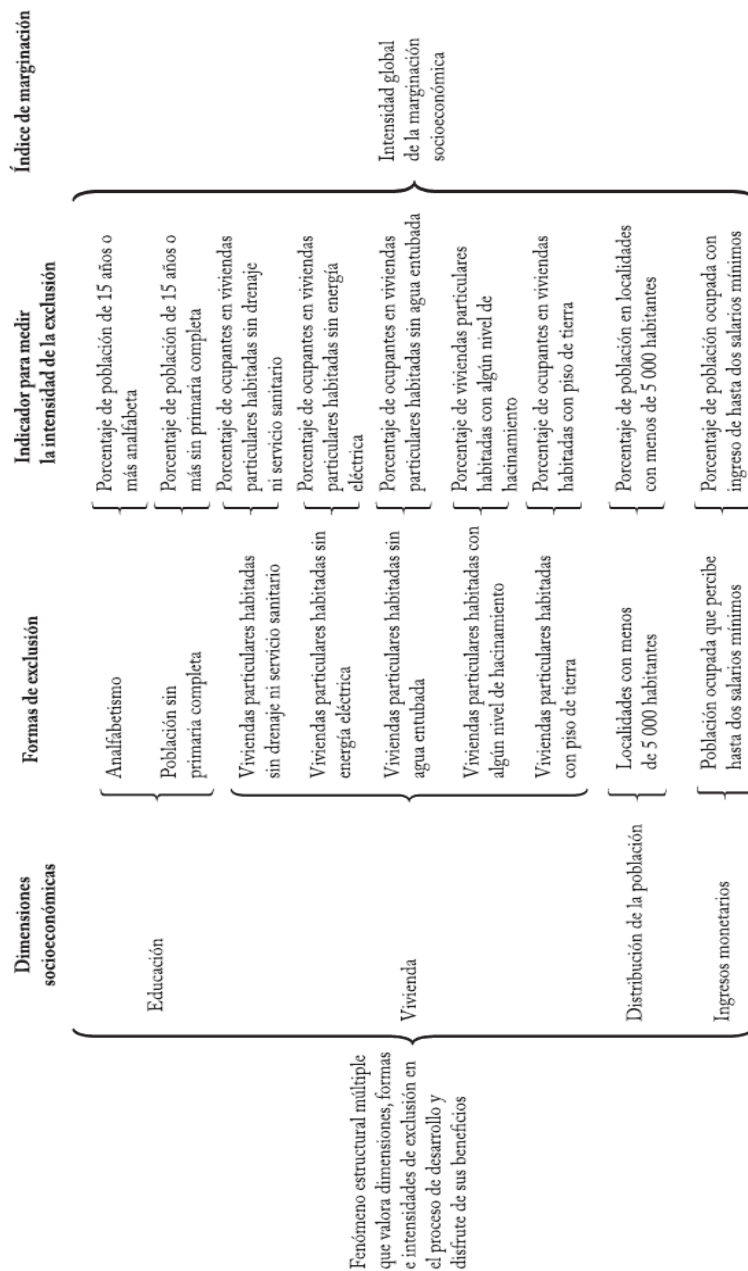 Dimensiones
socioeconómicas
Formas de exclusión
Indicador para medir
la intensidad de la exclusión
Índice de marginación
Fenómeno estructural múltiple
que valora dimensiones, formas
e intensidades de exclusión en
el proceso de desarrollo y
disfrute de sus beneficios
Educación
Analfabetismo
Porcentaje de población de 15 años o
más analfabeta
Población sin
primaria completa
Porcentaje de población de 15 años o
más sin primaria completa
Vivienda
Viviendas particulares habitadas
sin drenaje ni servicio sanitario
Porcentaje de ocupantes en viviendas
particulares habitadas sin drenaje
ni servicio sanitario
Viviendas particulares habitadas sin
energía eléctrica
Porcentaje de ocupantes en viviendas
particulares habitadas sin energía
eléctrica
Viviendas particulares habitadas sin
agua entubada
Porcentaje de ocupantes en viviendas
particulares habitadas sin agua entubada
Viviendas particulares habitadas con
algún nivel de hacinamiento
Porcentaje de viviendas particulares
habitadas con algún nivel de
hacinamiento
Viviendas particulares habitadas
con piso de tierra
Porcentaje de ocupantes en viviendas
habitadas con piso de tierra
Distribución de la población
Localidades con menos
de 5 000 habitantes
Porcentaje de población en localidades
con menos de 5 000 habitantes
Ingresos monetarios
Población ocupada que percibe
hasta dos salarios mínimos
Porcentaje de población ocupada con
ingreso de hasta dos salarios mínimos
Intensidad global
de la marginación
socioeconómica